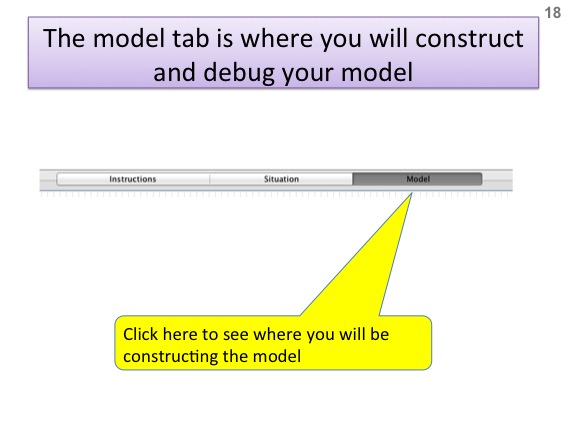 18
The model tab is where you will construct
and debug your model
Instructions Situation Model
Click here to see where you will be
constructing the model